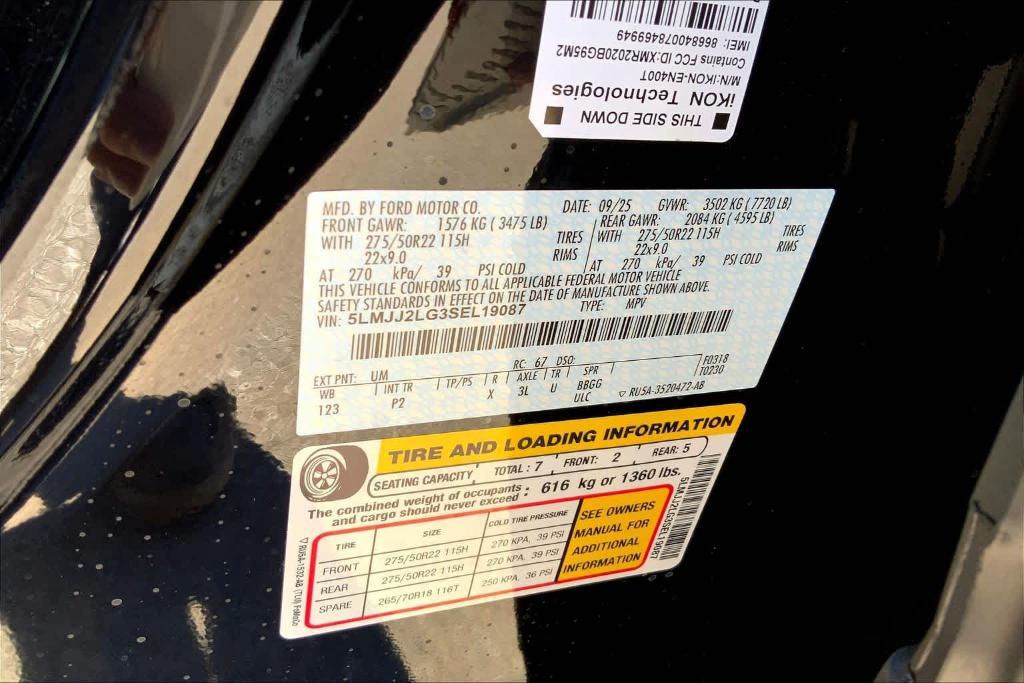 THIS SIDE DOWN
iKON Technologies
M/N:IKON-EN400T
Contains FCC ID:XMR2020BG95M2
IMEI: 866840078469949
MFD. BY FORD MOTOR CO. DATE: 09/25 GVWR: 3502 KG ( 7720 LB)
FRONT GAWR: 1576 KG ( 3475 LB) REAR GAWR: 2084 KG ( 4595 LB)
WITH 275/50R22 115H TIRES WITH 275/50R22 115H TIRES
22x9.0 RIMS 22x9.0 RIMS
AT 270 kPa/ 39 PSI COLD AT 270 kPa/ 39 PSI COLD
THIS VEHICLE CONFORMS TO ALL APPLICABLE FEDERAL MOTOR VEHICLE
SAFETY STANDARDS IN EFFECT ON THE DATE OF MANUFACTURE SHOWN ABOVE.
VIN: 5LMJJ2LG3SEL19087 TYPE: MPV
EXT PNT: UM RC: 67 DSO: F0318
WB INT TR TP/PS R AXLE TR SPR T0230
123 P2 X 3L U BBGG
ULC ▽ RU5A-3520472-AB
TIRE AND LOADING INFORMATION
SEATING CAPACITY TOTAL : 7 FRONT: 2 REAR: 5
The combined weight of occupants and cargo should never exceed : 616 kg or 1360 lbs.
TIRE SIZE COLD TIRE PRESSURE
FRONT 275/50R22 115H 270 KPA, 39 PSI
REAR 275/50R22 115H 270 KPA, 39 PSI
SPARE 265/70R18 116T 250 KPA, 36 PSI
SEE OWNERS
MANUAL FOR
ADDITIONAL
INFORMATION
5LMJJ2LG3SEL19087
▽ RU5A-1532-AB (TUI) FoMoCo